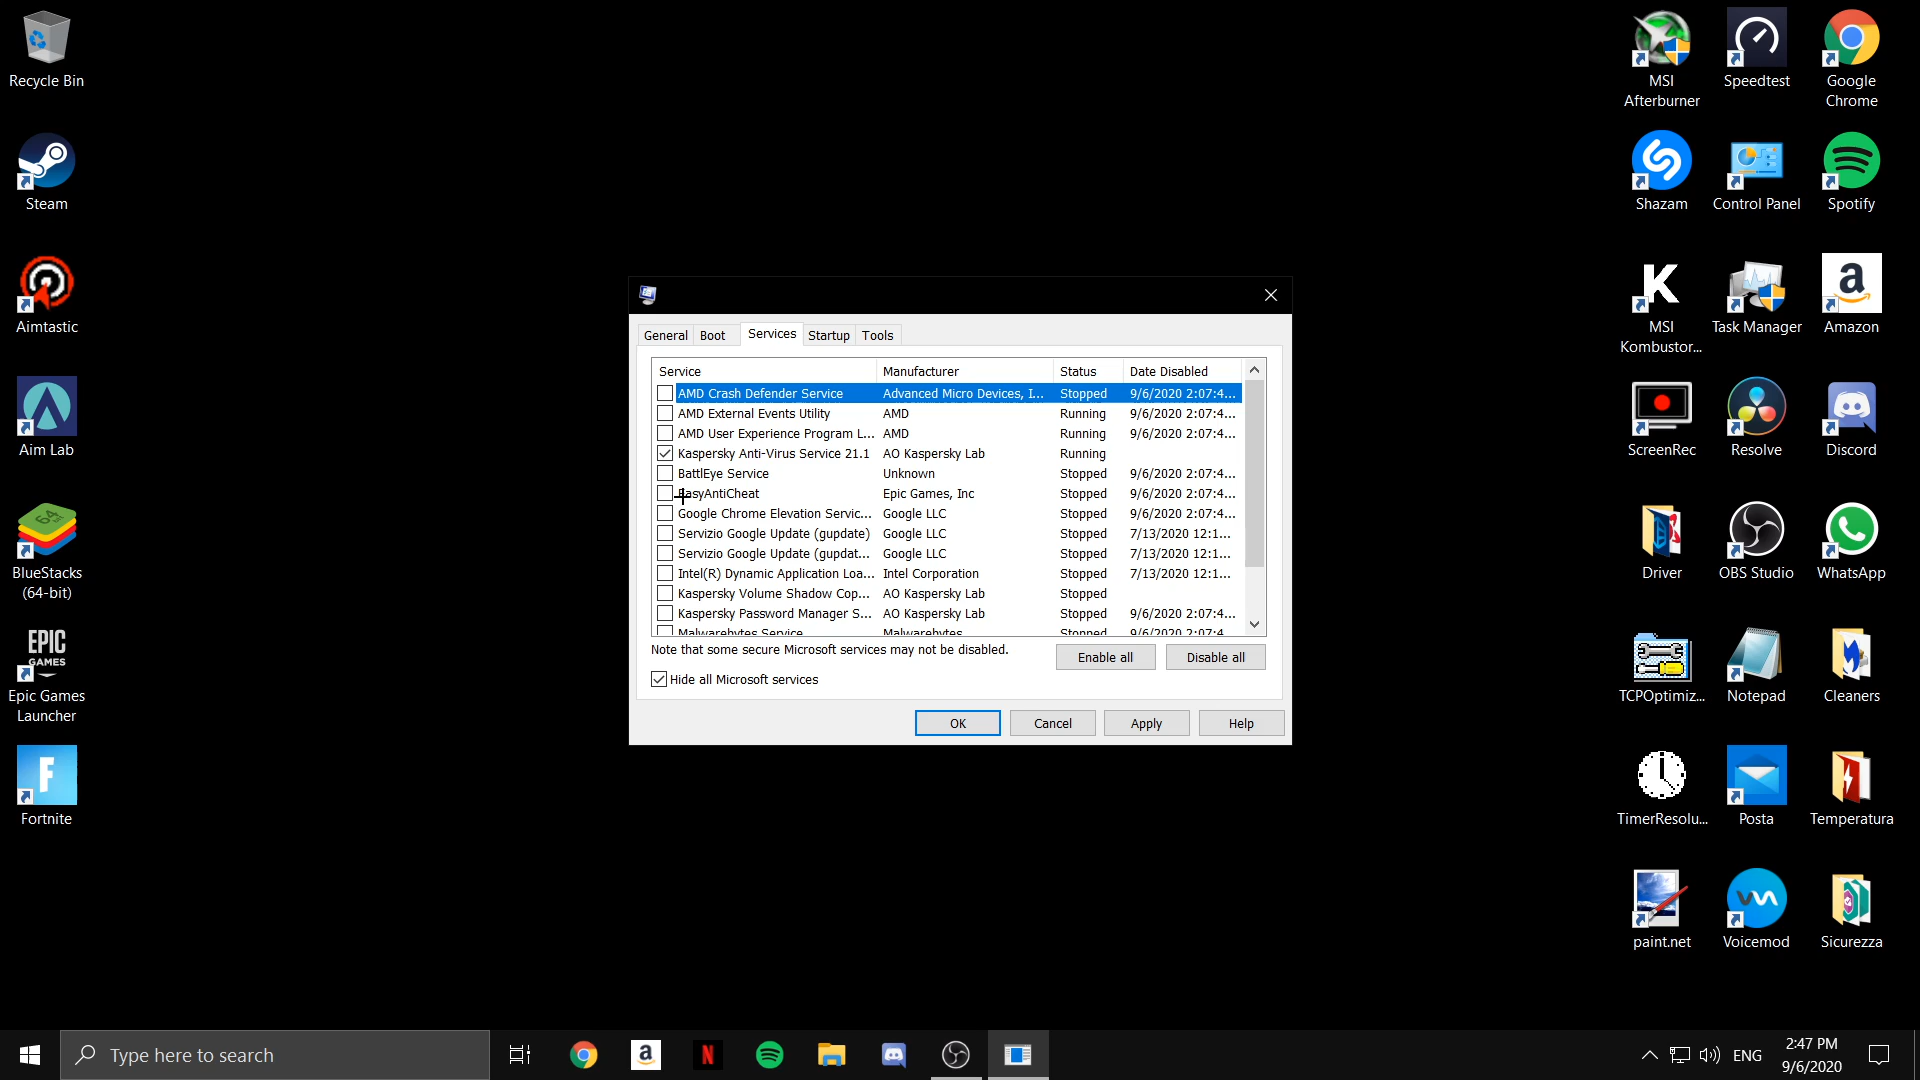 Recycle Bin
Steam
Aimtastic
Aim Lab
64
BlueStacks
(64-bit)
EPIC
GAMES
Epic Games
Launcher
F
Fortnite
General Boot Services Startup Tools
Service Manufacturer Status Date Disabled
AMD Crash Defender Service Advanced Micro Devices, I... Stopped 9/6/2020 2:07:4...
AMD External Events Utility AMD Running 9/6/2020 2:07:4...
AMD User Experience Program L... AMD Running 9/6/2020 2:07:4...
Kaspersky Anti-Virus Service 21.1 AO Kaspersky Lab Running
BattlEye Service Unknown Stopped 9/6/2020 2:07:4...
EasyAntiCheat Epic Games, Inc Stopped 9/6/2020 2:07:4...
Google Chrome Elevation Servic... Google LLC Stopped 9/6/2020 2:07:4...
Servizio Google Update (gupdate) Google LLC Stopped 7/13/2020 12:1...
Servizio Google Update (gupdat... Google LLC Stopped 7/13/2020 12:1...
Intel(R) Dynamic Application Loa... Intel Corporation Stopped 7/13/2020 12:1...
Kaspersky Volume Shadow Cop... AO Kaspersky Lab Stopped
Kaspersky Password Manager S... AO Kaspersky Lab Stopped 9/6/2020 2:07:4...
Malwarebytes Service Malwarebytes Stopped 9/6/2020 2:07:4
Note that some secure Microsoft services may not be disabled.
Enable all Disable all
Hide all Microsoft services
OK Cancel Apply Help
MSI
Afterburner
Speedtest
Google
Chrome
Shazam
Control Panel
Spotify
K
MSI
Kombustor...
Task Manager
a
Amazon
ScreenRec
Resolve
Discord
Driver
OBS Studio
WhatsApp
TCPOptimiz...
Notepad
Cleaners
TimerResolu...
Posta
Temperatura
paint.net
Voicemod
Sicurezza
Type here to search
a
N
ENG
2:47 PM
9/6/2020